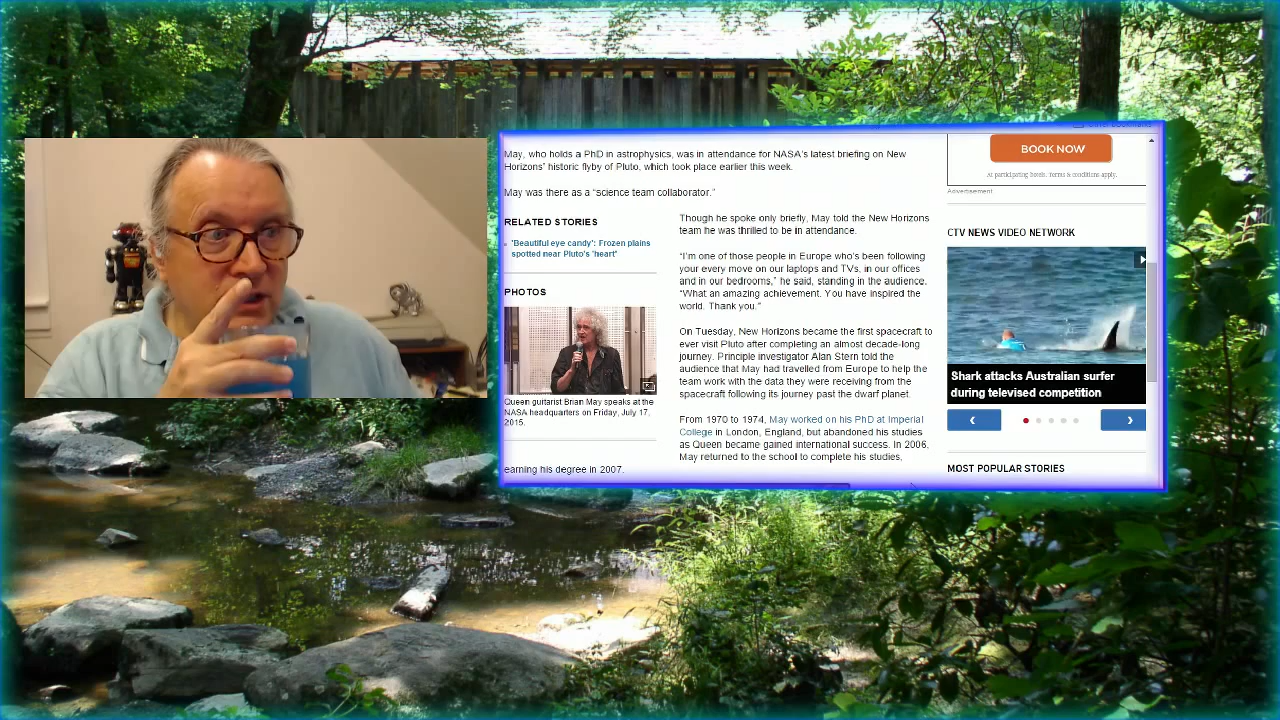 May, who holds a PhD in astrophysics, was in attendance for NASA's latest briefing on New
Horizons' historic flyby of Pluto, which took place earlier this week.
May was there as a "science team collaborator."
RELATED STORIES
'Beautiful eye candy': Frozen plains
spotted near Pluto's 'heart'
PHOTOS
Queen guitarist Brian May speaks at the
NASA headquarters on Friday, July 17,
2015.
Though he spoke only briefly, May told the New Horizons
team he was thrilled to be in attendance.
"I'm one of those people in Europe who's been following
your every move on our laptops and TVs, in our offices
and in our bedrooms," he said, standing in the audience.
"What an amazing achievement. You have inspired the
world. Thank you."
On Tuesday, New Horizons became the first spacecraft to
ever visit Pluto after completing an almost decade-long
journey. Principle investigator Alan Stern told the
audience that May had travelled from Europe to help the
team work with the data they were receiving from the
spacecraft following its journey past the dwarf planet.
From 1970 to 1974, May worked on his PhD at Imperial
College in London, England, but abandoned his studies
as Queen became gained international success. In 2006,
May returned to the school to complete his studies,
earning his degree in 2007.
BOOK NOW
At participating hotels. Terms & conditions apply.
Advertisement
CTV NEWS VIDEO NETWORK
Shark attacks Australian surfer
during televised competition
MOST POPULAR STORIES